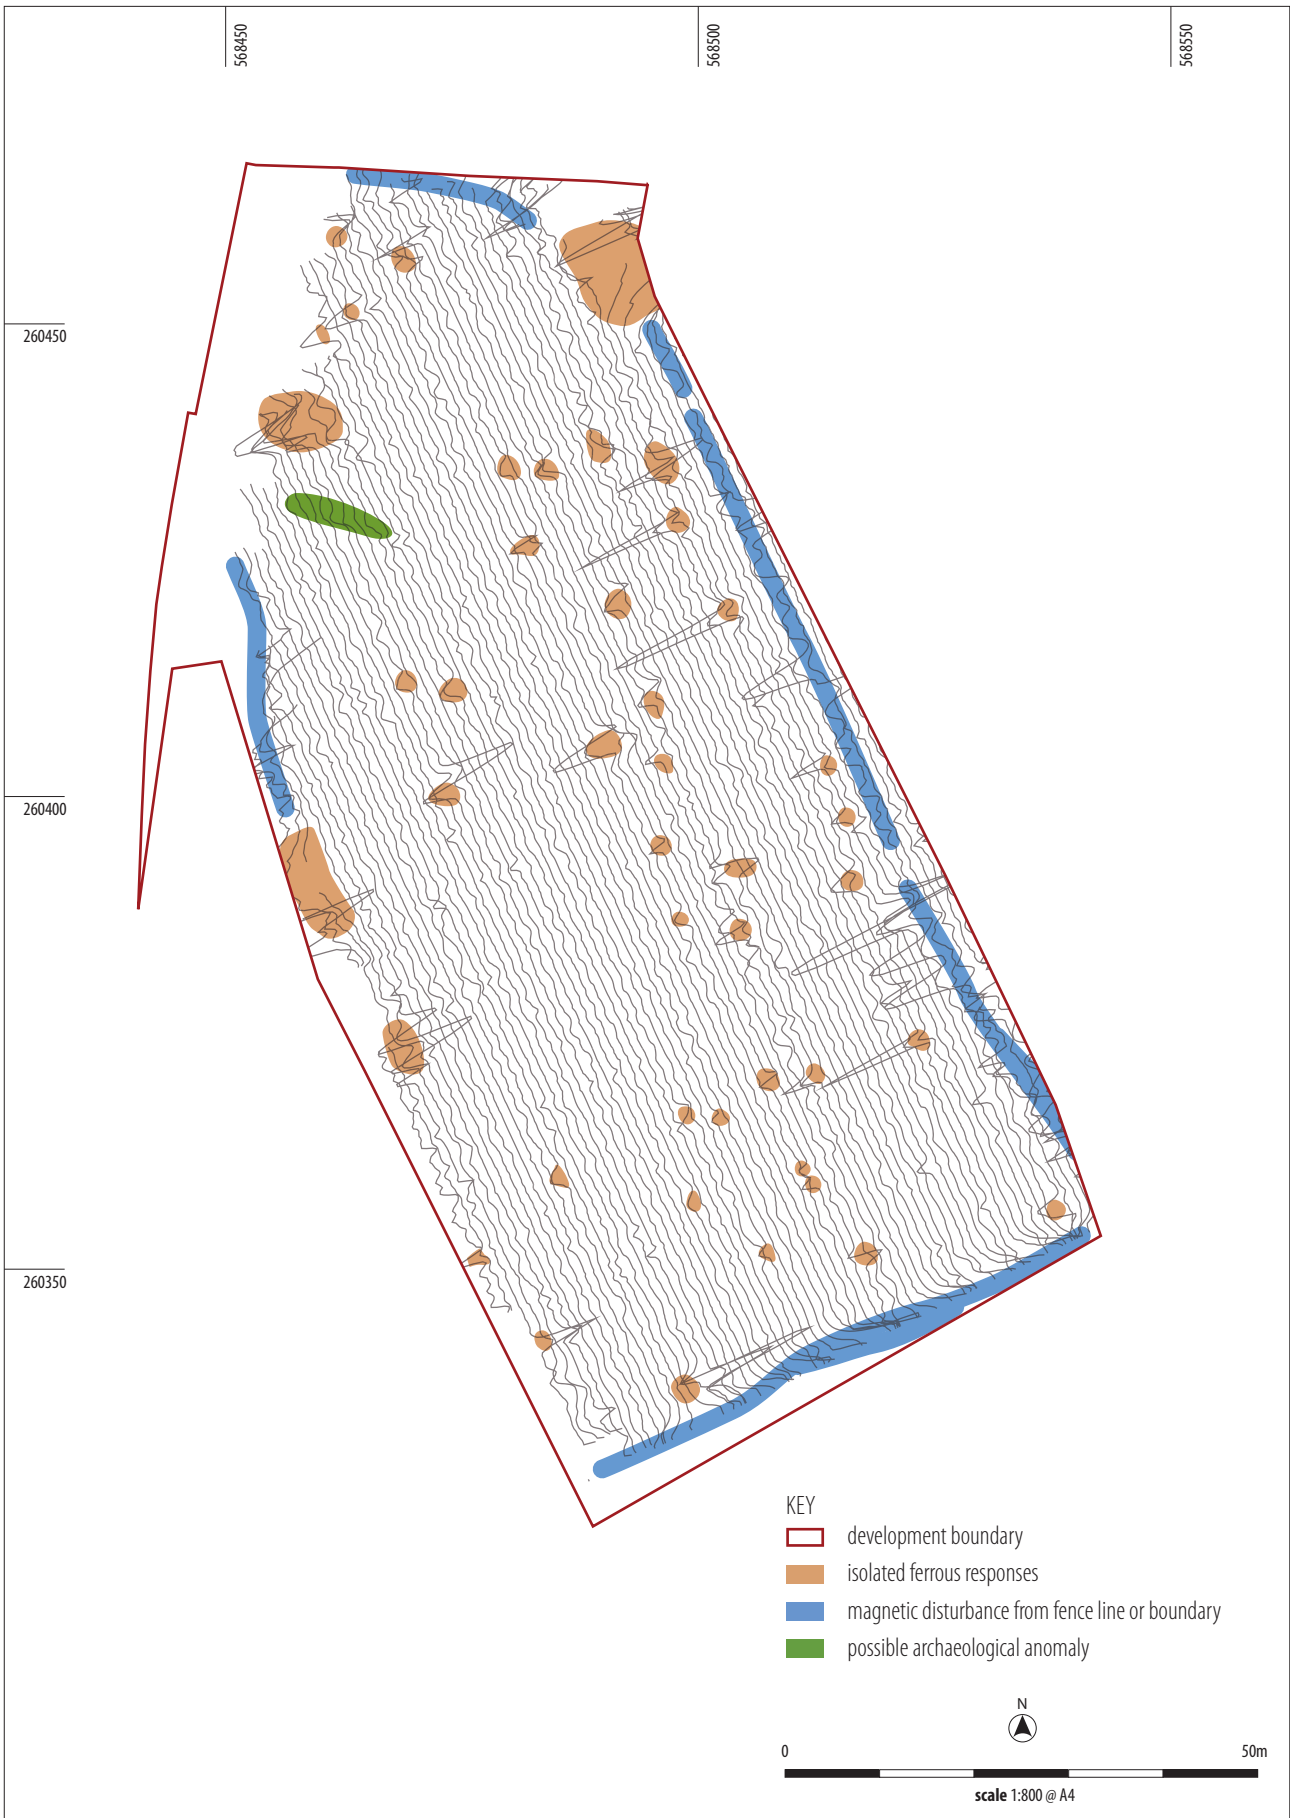 568450
568500
568550
260450
260400
260350
KEY
development boundary
isolated ferrous responses
magnetic disturbance from fence line or boundary
possible archaeological anomaly
N
0 50m
scale 1:800 @ A4